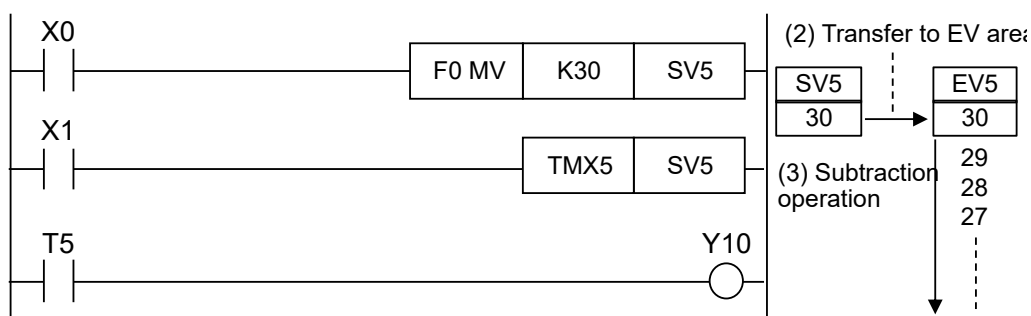 X0
F0 MV K30 SV5
X1
TMX5 SV5
T5
Y10
(2) Transfer to EV area
SV5 EV5
30 30
29
(3) Subtraction
operation
28
27